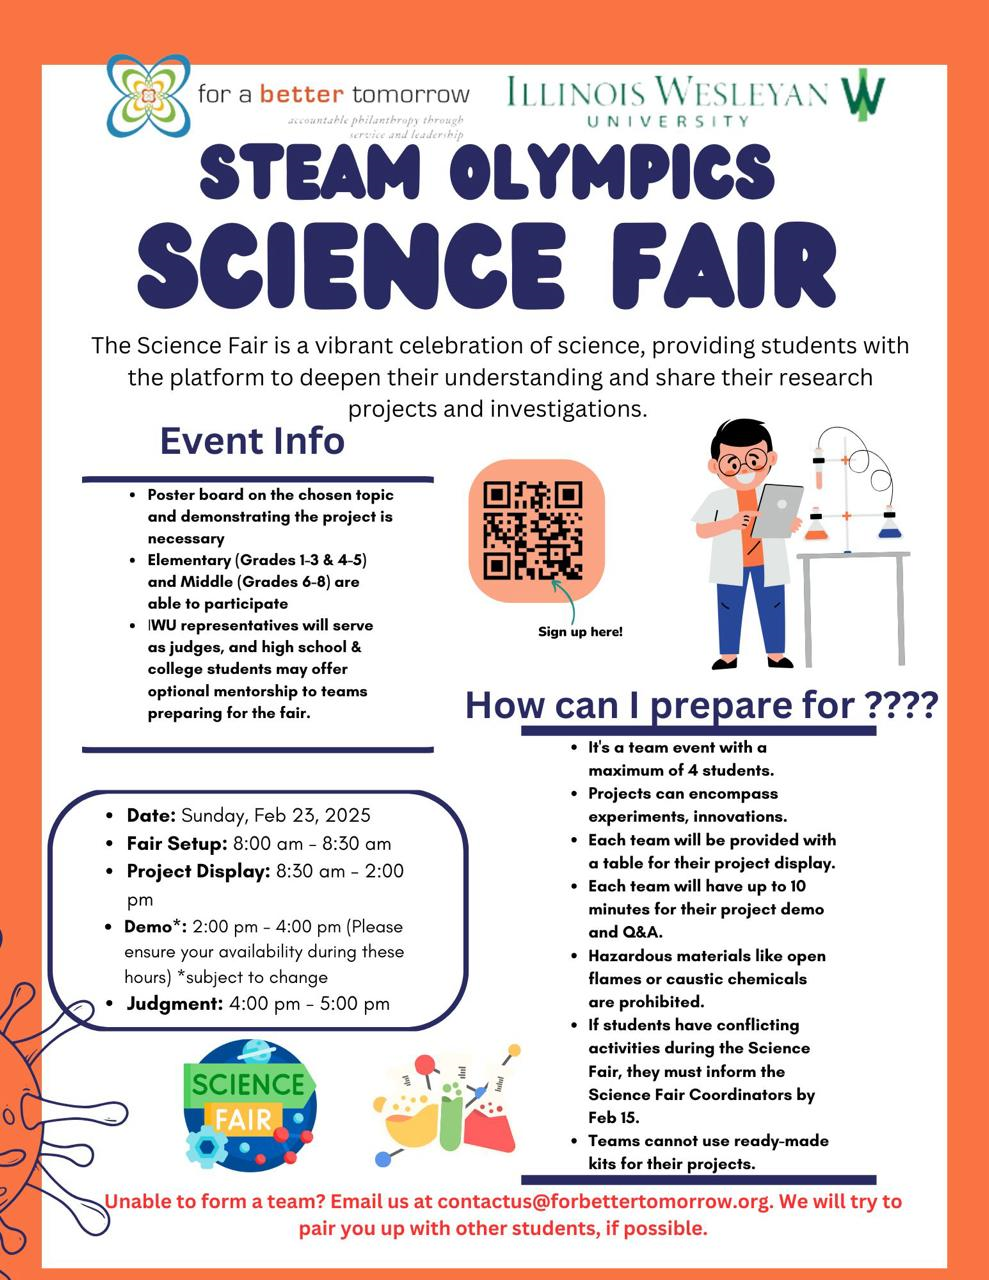 for a better tomorrow
accountable philanthropy through
service and leadership
ILLINOIS WESLEYAN
UNIVERSITY
STEAM OLYMPICS
SCIENCE FAIR
The Science Fair is a vibrant celebration of science, providing students with
the platform to deepen their understanding and share their research
projects and investigations.
Event Info
• Poster board on the chosen topic
and demonstrating the project is
necessary
• Elementary (Grades 1-3 & 4-5)
and Middle (Grades 6-8) are
able to participate
• IWU representatives will serve
as judges, and high school &
college students may offer
optional mentorship to teams
preparing for the fair.
Sign up here!
• Date: Sunday, Feb 23, 2025
• Fair Setup: 8:00 am - 8:30 am
• Project Display: 8:30 am - 2:00
pm
• Demo*: 2:00 pm - 4:00 pm (Please
ensure your availability during these
hours) *subject to change
• Judgment: 4:00 pm - 5:00 pm
SCIENCE
FAIR
How can I prepare for ????
• It's a team event with a
maximum of 4 students.
• Projects can encompass
experiments, innovations.
• Each team will be provided with
a table for their project display.
• Each team will have up to 10
minutes for their project demo
and Q&A.
• Hazardous materials like open
flames or caustic chemicals
are prohibited.
• If students have conflicting
activities during the Science
Fair, they must inform the
Science Fair Coordinators by
Feb 15.
• Teams cannot use ready-made
kits for their projects.
Unable to form a team? Email us at contactus@forbettertomorrow.org. We will try to
pair you up with other students, if possible.